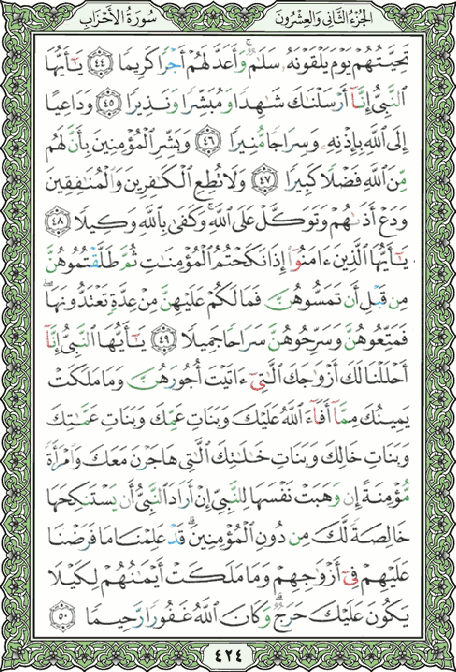 الجزء الثاني والعشرون سورة الأحزاب
تَحِيَّتُهُمْ يَوْمَ يَلْقَوْنَهُۥ سَلَٰمٌ ۚ وَأَعَدَّ لَهُمْ أَجْرًا كَرِيمًا ٤٤ يَٰٓأَيُّهَا
ٱلنَّبِىُّ إِنَّآ أَرْسَلْنَٰكَ شَٰهِدًا وَمُبَشِّرًا وَنَذِيرًا ٤٥ وَدَاعِيًا
إِلَى ٱللَّهِ بِإِذْنِهِۦ وَسِرَاجًا مُّنِيرًا ٤٦ وَبَشِّرِ ٱلْمُؤْمِنِينَ بِأَنَّ لَهُم
مِّنَ ٱللَّهِ فَضْلًا كَبِيرًا ٤٧ وَلَا تُطِعِ ٱلْكَٰفِرِينَ وَٱلْمُنَٰفِقِينَ
وَدَعْ أَذَىٰهُمْ وَتَوَكَّلْ عَلَى ٱللَّهِ ۚ وَكَفَىٰ بِٱللَّهِ وَكِيلًا ٤٨
يَٰٓأَيُّهَا ٱلَّذِينَ ءَامَنُوٓا۟ إِذَا نَكَحْتُمُ ٱلْمُؤْمِنَٰتِ ثُمَّ طَلَّقْتُمُوهُنَّ
مِن قَبْلِ أَن تَمَسُّوهُنَّ فَمَا لَكُمْ عَلَيْهِنَّ مِنْ عِدَّةٍ تَعْتَدُّونَهَا ۖ
فَمَتِّعُوهُنَّ وَسَرِّحُوهُنَّ سَرَاحًا جَمِيلًا ٤٩ يَٰٓأَيُّهَا ٱلنَّبِىُّ إِنَّآ
أَحْلَلْنَا لَكَ أَزْوَٰجَكَ ٱلَّٰتِىٓ ءَاتَيْتَ أُجُورَهُنَّ وَمَا مَلَكَتْ
يَمِينُكَ مِمَّآ أَفَآءَ ٱللَّهُ عَلَيْكَ وَبَنَاتِ عَمِّكَ وَبَنَاتِ عَمَّٰتِكَ
وَبَنَاتِ خَالِكَ وَبَنَاتِ خَٰلَٰتِكَ ٱلَّٰتِى هَاجَرْنَ مَعَكَ وَٱمْرَأَةً
مُّؤْمِنَةً إِن وَهَبَتْ نَفْسَهَا لِلنَّبِىِّ إِنْ أَرَادَ ٱلنَّبِىُّ أَن يَسْتَنكِحَهَا
خَالِصَةً لَّكَ مِن دُونِ ٱلْمُؤْمِنِينَ ۗ قَدْ عَلِمْنَا مَا فَرَضْنَا
عَلَيْهِمْ فِىٓ أَزْوَٰجِهِمْ وَمَا مَلَكَتْ أَيْمَٰنُهُمْ لِكَيْلَا
يَكُونَ عَلَيْكَ حَرَجٌ ۗ وَكَانَ ٱللَّهُ غَفُورًا رَّحِيمًا ٥٠
٤٢٤